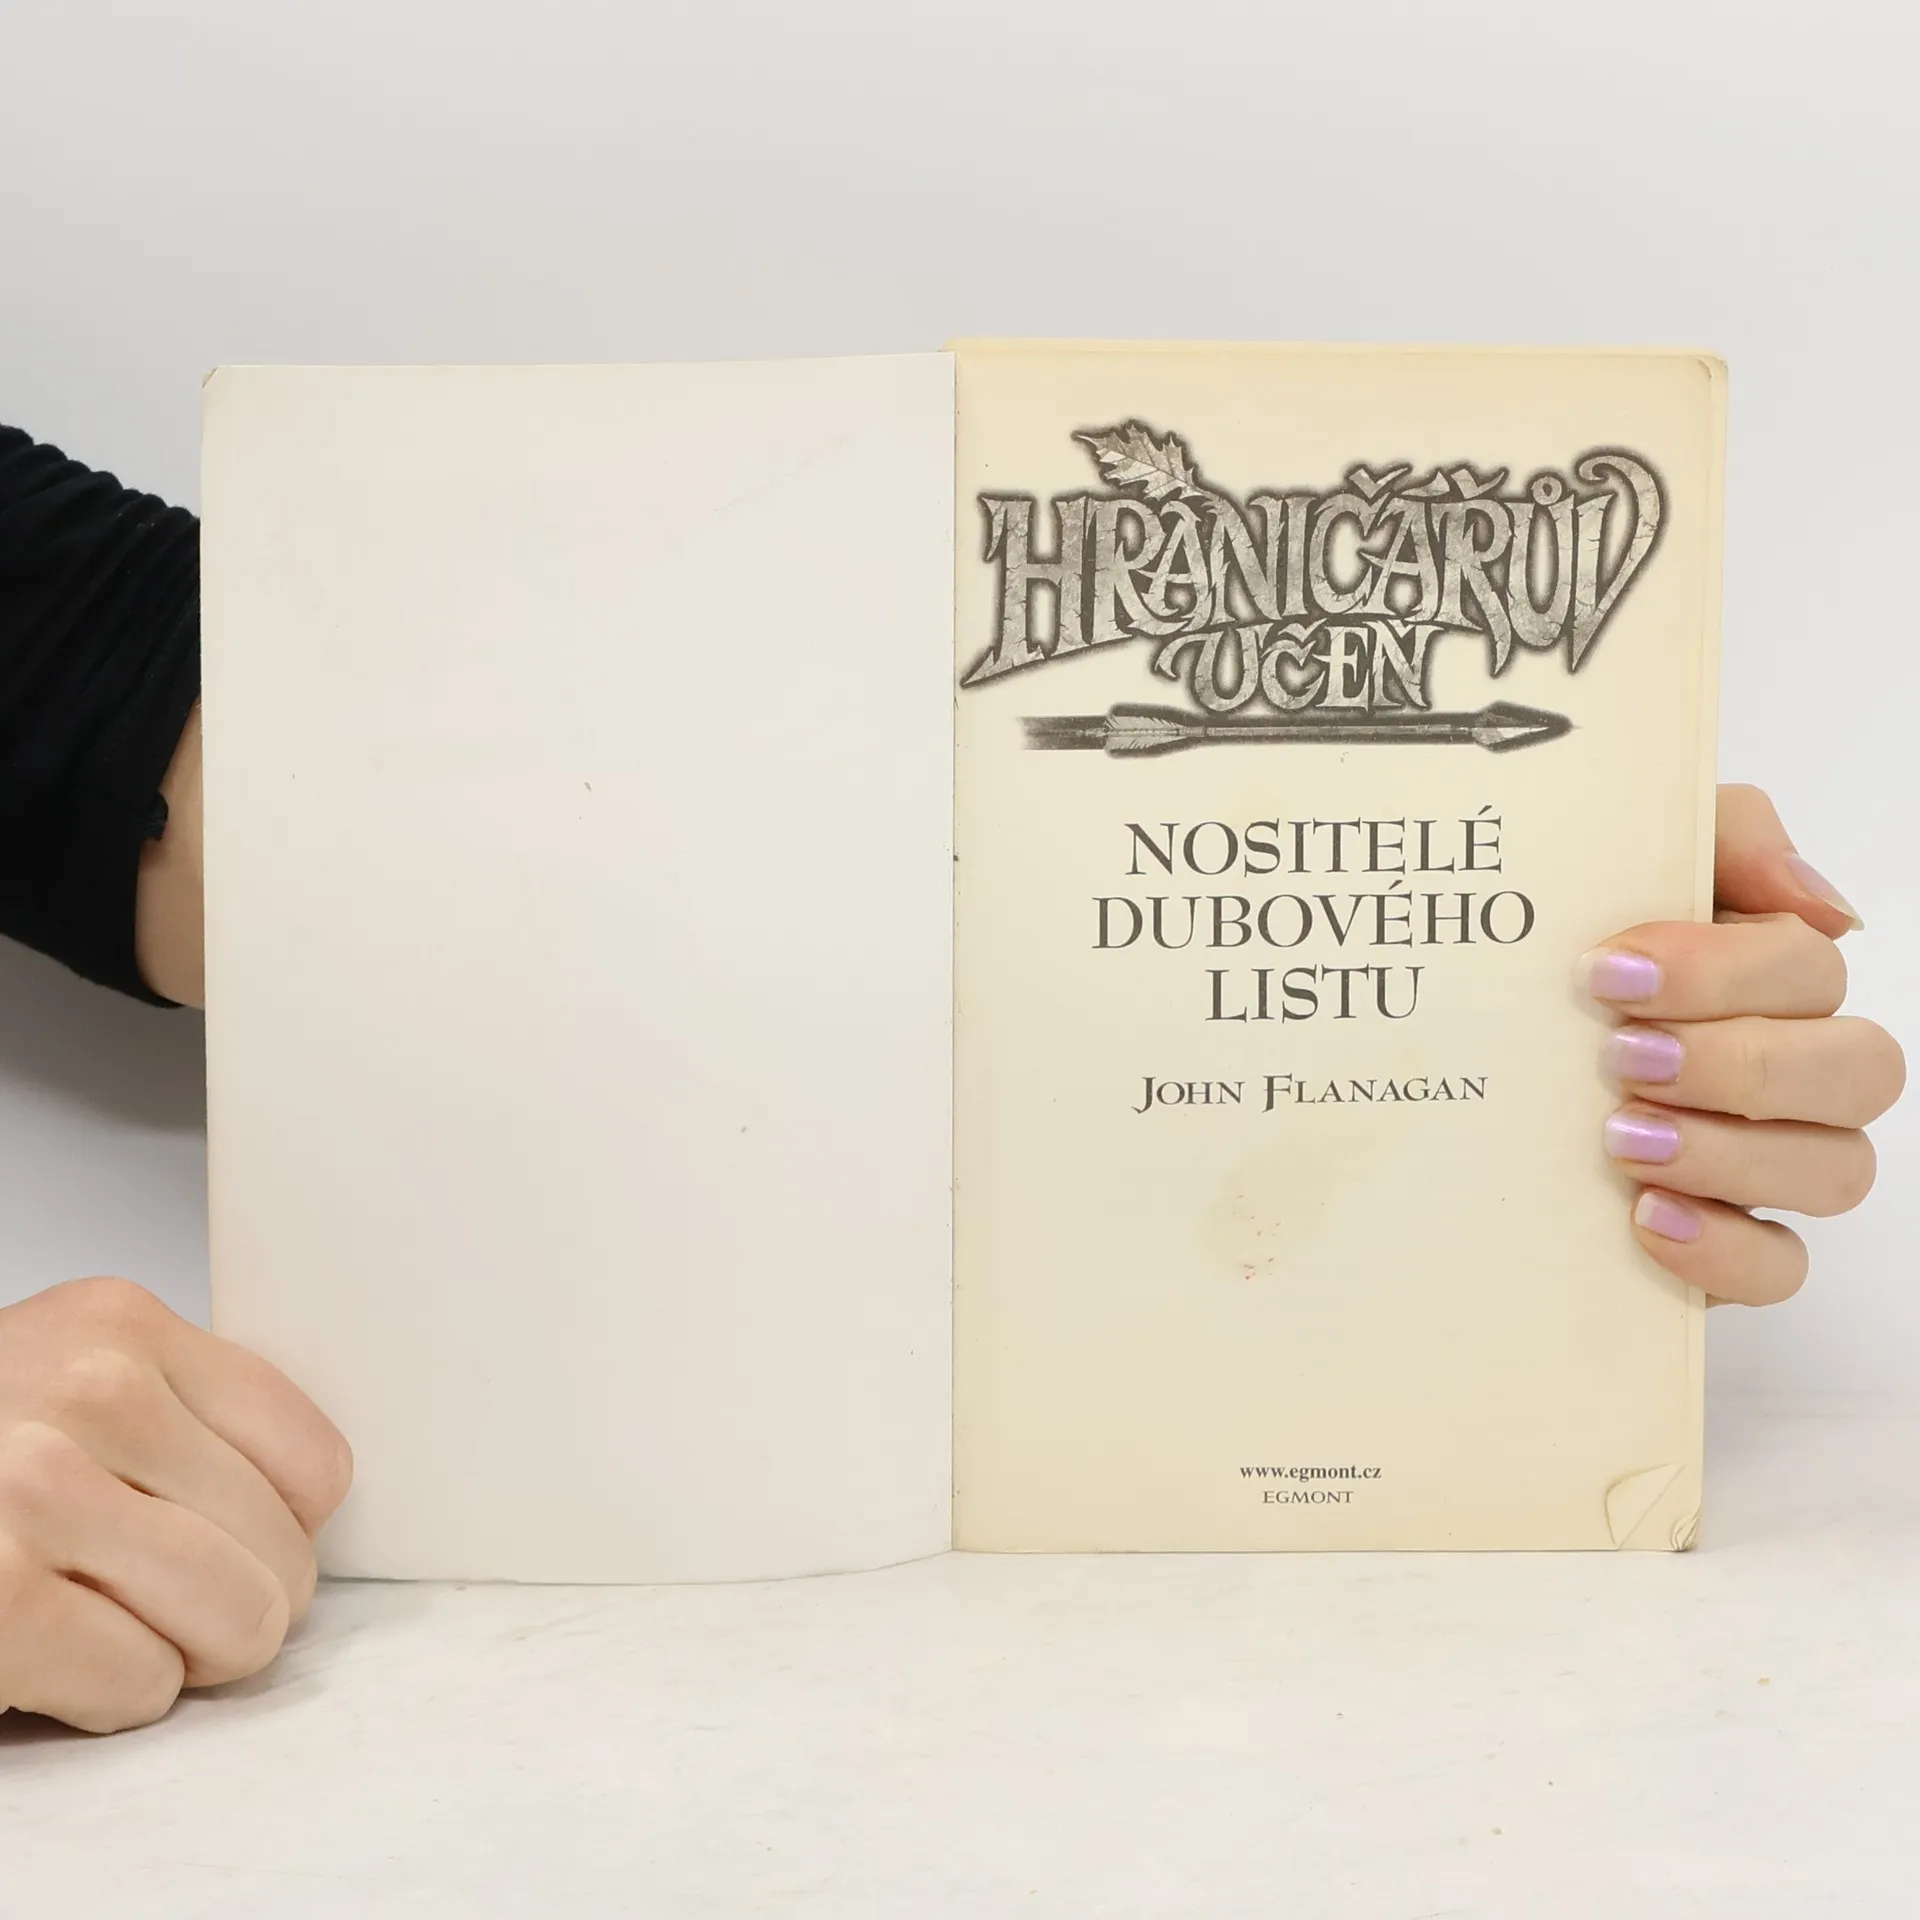 HRANIČÁŘŮV
UČEŇ
NOSITELÉ
DUBOVÉHO
LISTU
JOHN FLANAGAN
www.egmont.cz
EGMONT